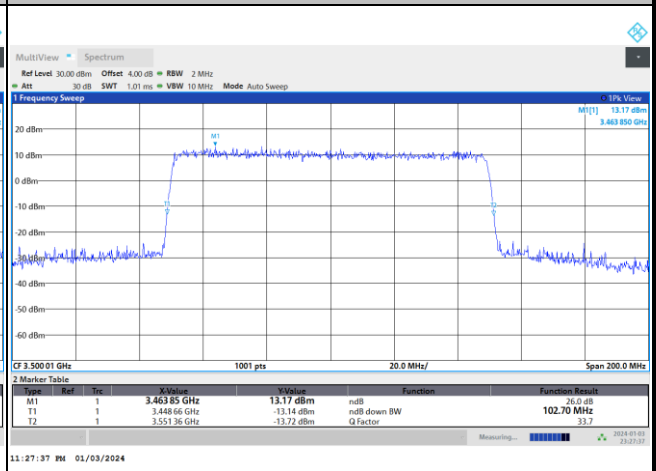 MultiView Spectrum
Ref Level 30.00 dBm Offset 4.00 dB RBW 2 MHz
Att 30 dB SWT 1.01 ms VBW 10 MHz Mode Auto Sweep
1 Frequency Sweep 1Pk View
M1[1] 13.17 dBm
3.463 850 GHz
20 dBm
M1
10 dBm
0 dBm
-10 dBm
T1
T2
-20 dBm
-30 dBm
-40 dBm
-50 dBm
-60 dBm
CF 3.500 01 GHz 1001 pts 20.0 MHz/ Span 200.0 MHz
2 Marker Table
Type Ref Trc X-Value Y-Value Function Function Result
M1 1 3.463 85 GHz 13.17 dBm ndB 26.0 dB
T1 1 3.448 66 GHz -13.14 dBm ndB down BW 102.70 MHz
T2 1 3.551 36 GHz -13.72 dBm Q Factor 33.7
Measuring... 2024-01-03
23:27:37
11:27:37 PM 01/03/2024